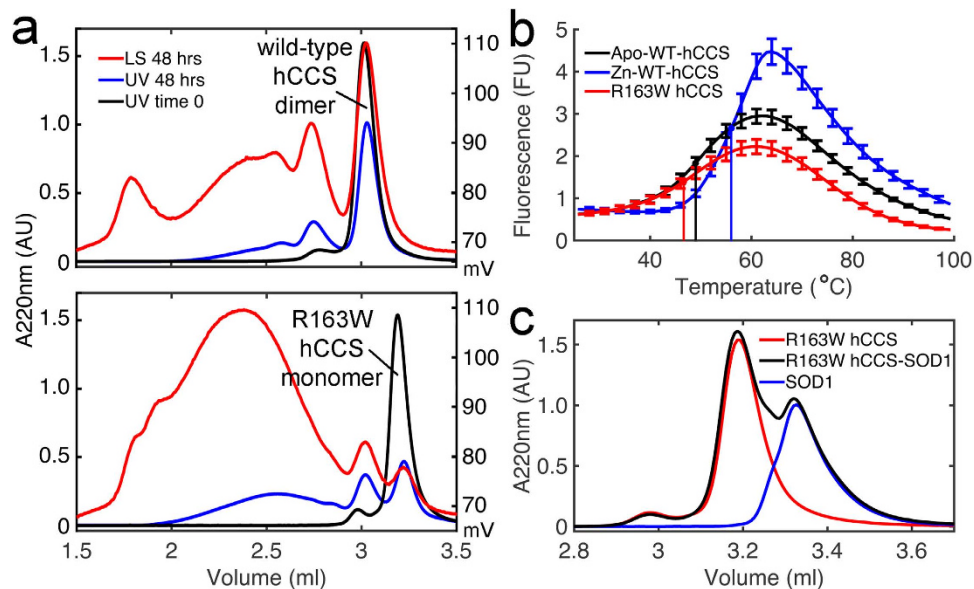 a
LS 48 hrs
UV 48 hrs
UV time 0
wild-type
hCCS
dimer
1.5
1.0
0.5
0
110
100
90
80
70
mV
R163W
hCCS
monomer
1.5
1.0
0.5
0
110
100
90
80
70
mV
A220nm (AU)
1.5
2
2.5
3
3.5
Volume (ml)
b
Apo-WT-hCCS
Zn-WT-hCCS
R163W hCCS
Fluorescence (FU)
5
4
3
2
1
0
40
60
80
100
Temperature (°C)
c
R163W hCCS
R163W hCCS-SOD1
SOD1
A220nm (AU)
1.5
1.0
0.5
0
2.8
3
3.2
3.4
3.6
Volume (ml)